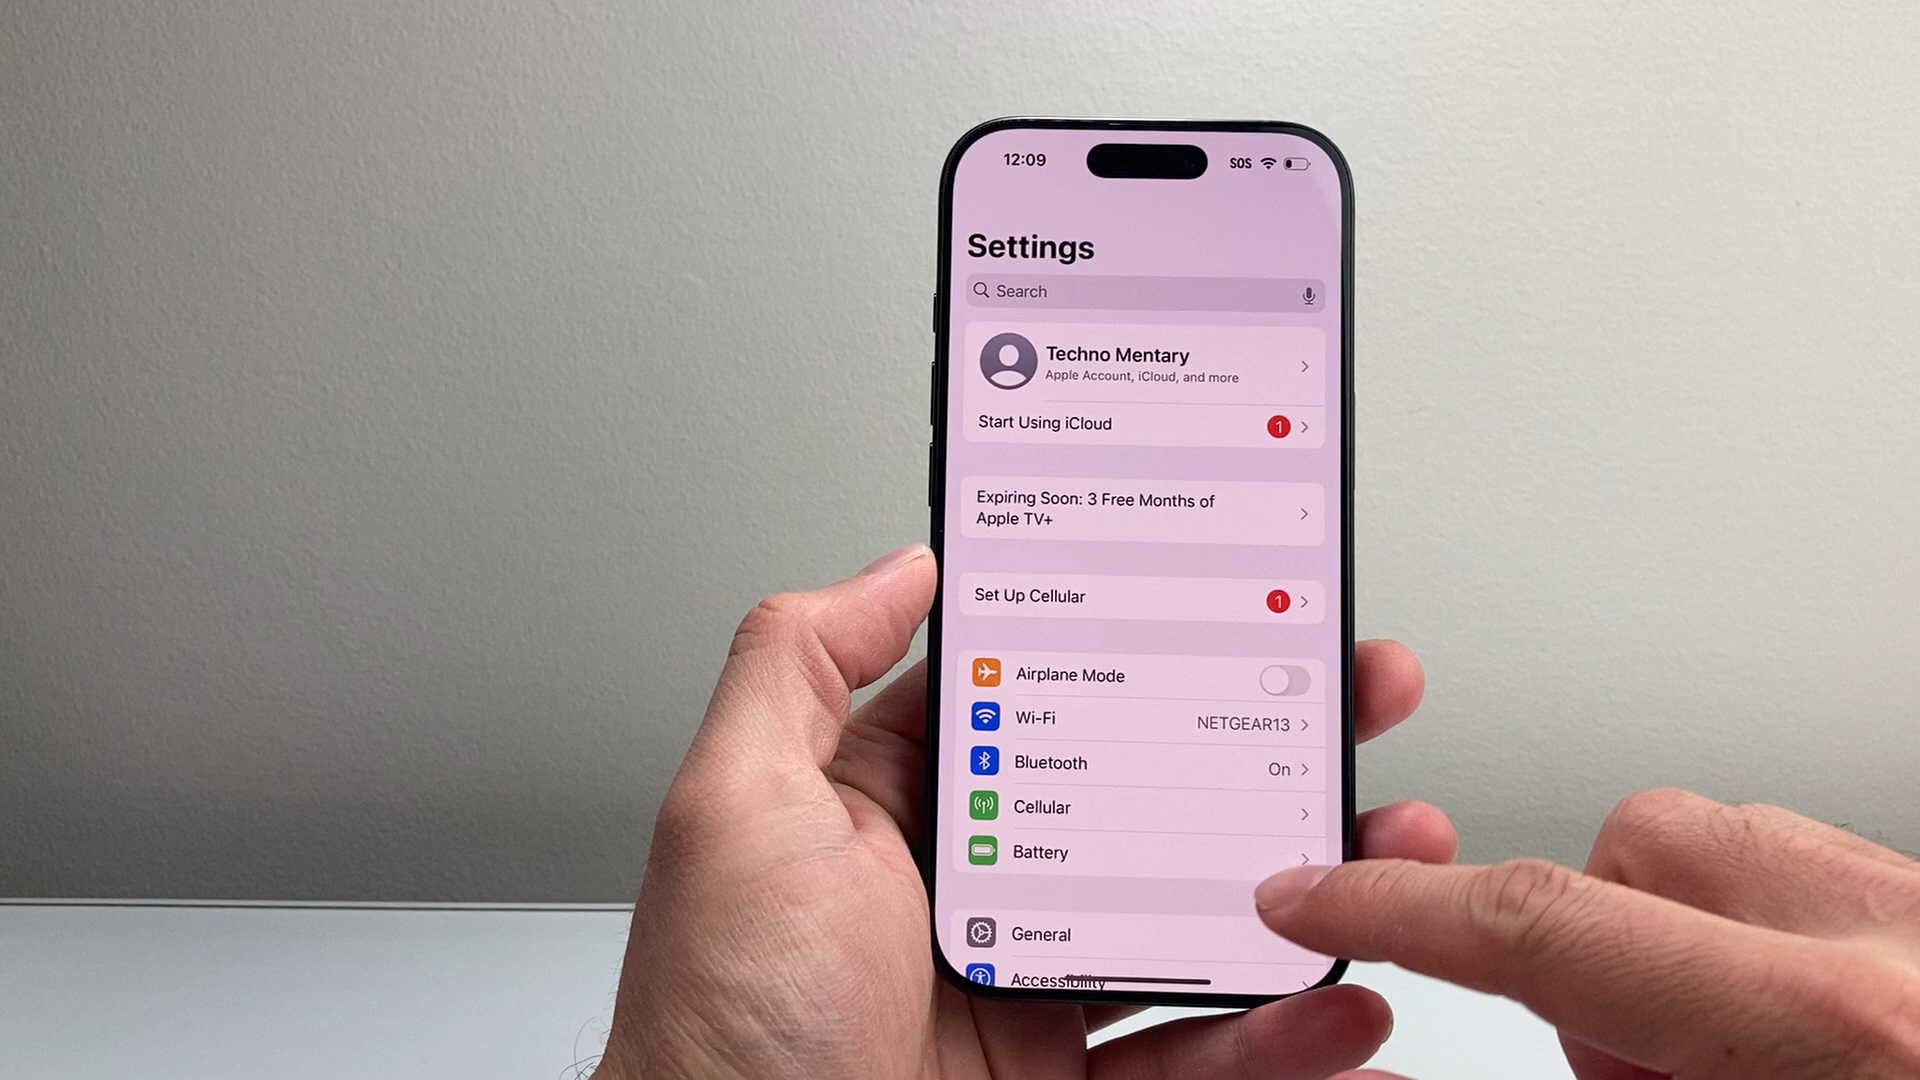 12:09 SOS
Settings
Search
Techno Mentary
Apple Account, iCloud, and more
Start Using iCloud 1
Expiring Soon: 3 Free Months of
Apple TV+
Set Up Cellular 1
Airplane Mode
Wi-Fi NETGEAR13
Bluetooth On
Cellular
Battery
General
Accessibility